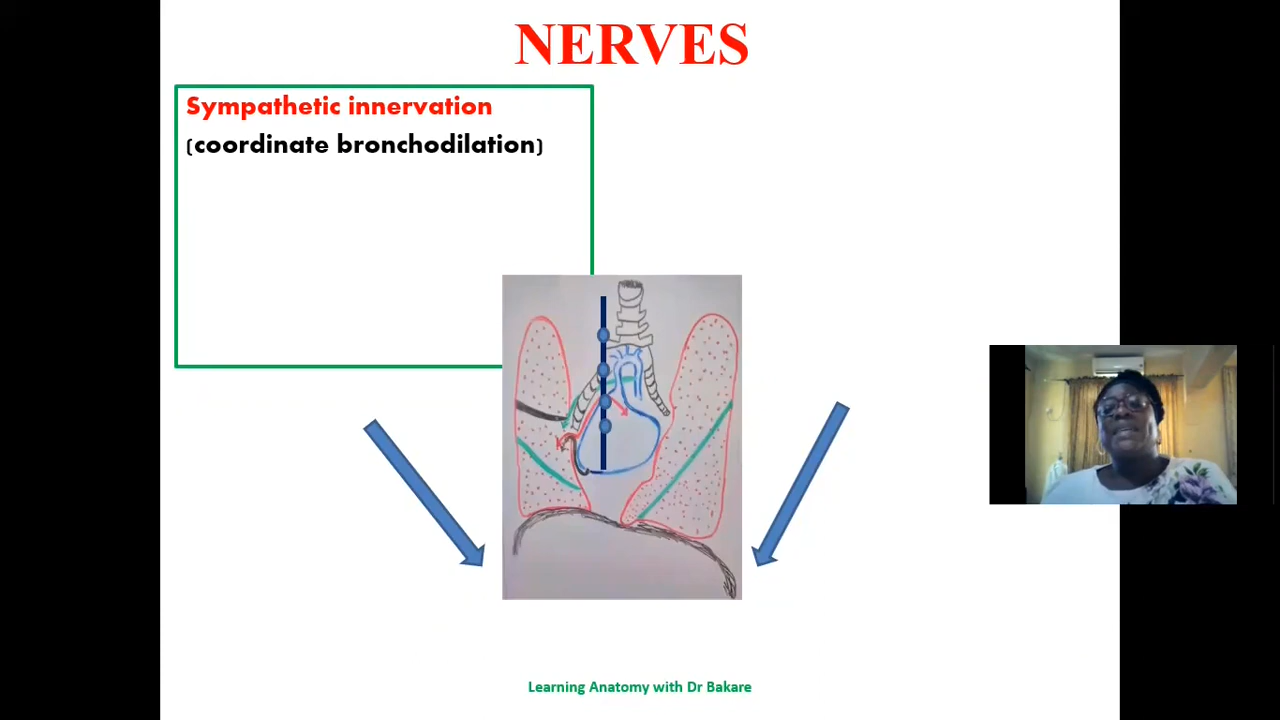 NERVES
Sympathetic innervation
(coordinate bronchodilation)
Learning Anatomy with Dr Bakare